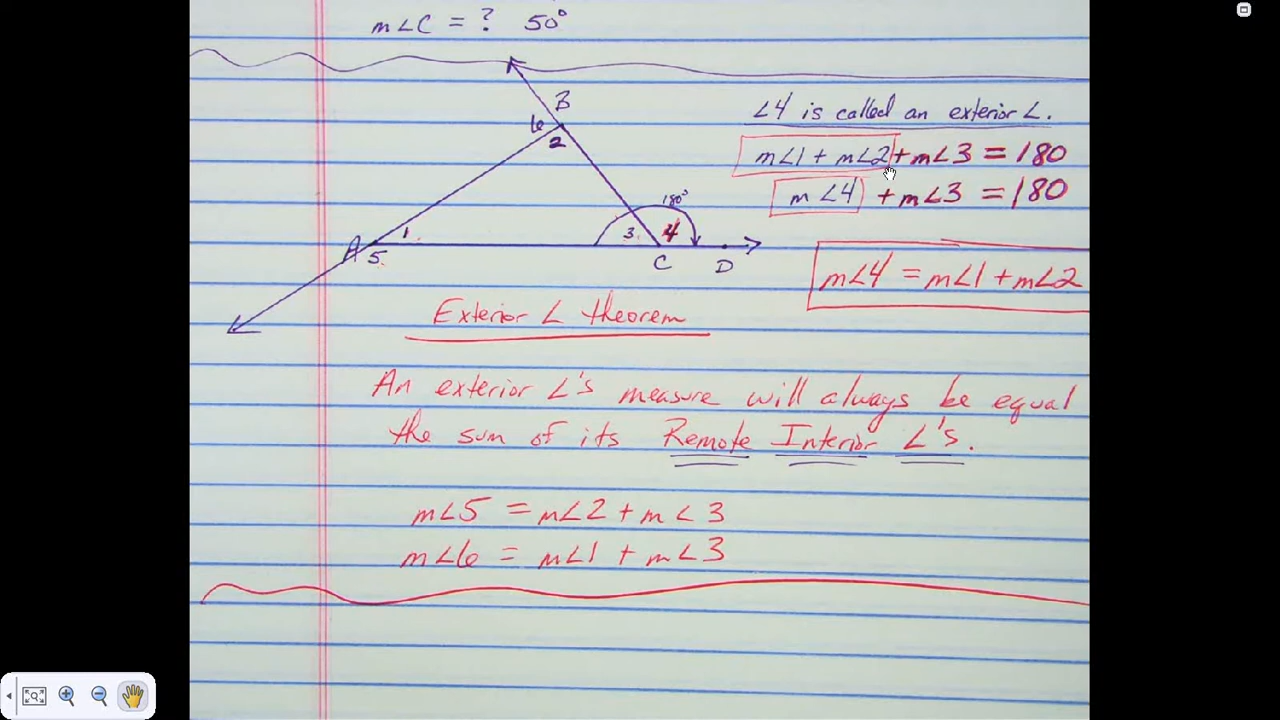 m∠C = ? 50°
∠4 is called an exterior ∠.
m∠1 + m∠2 + m∠3 = 180
m∠4 + m∠3 = 180
m∠4 = m∠1 + m∠2
B
6
2
180°
A
1
3
4
5
C
D
Exterior ∠ theorem
An exterior ∠'s measure will always be equal
the sum of its Remote Interior ∠'s.
m∠5 = m∠2 + m∠3
m∠6 = m∠1 + m∠3